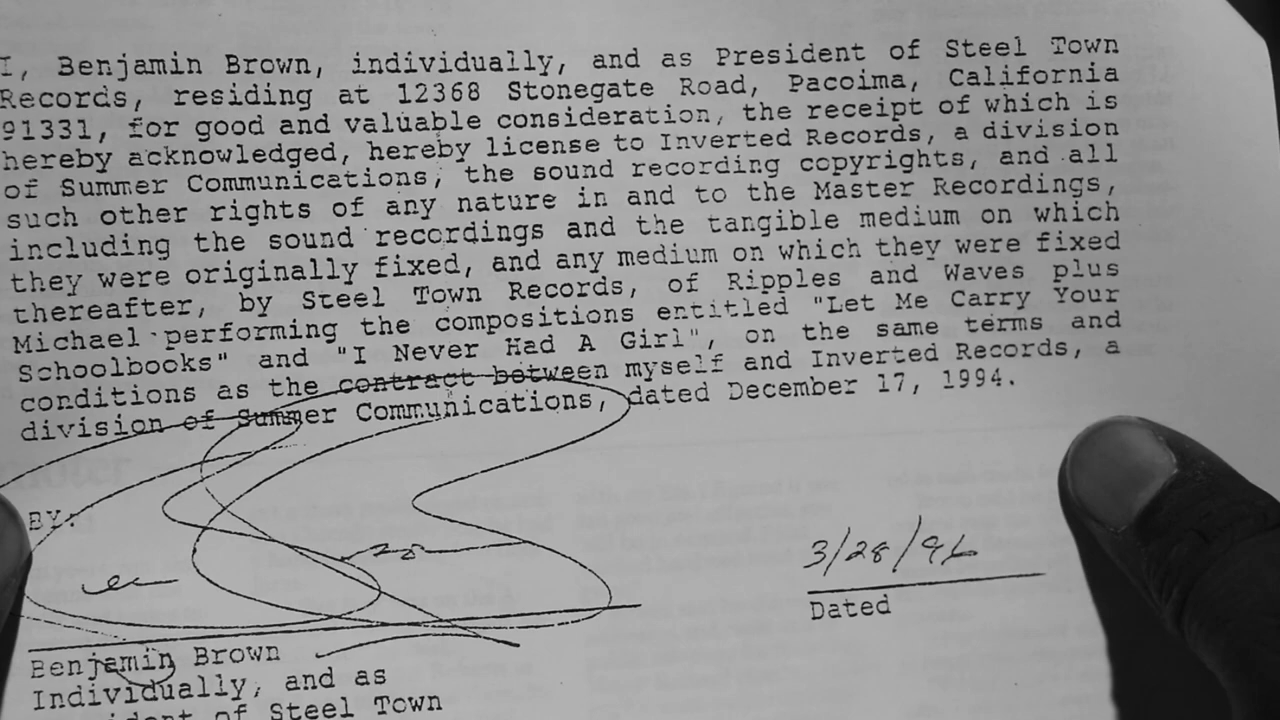 I, Benjamin Brown, individually, and as President of Steel Town
Records, residing at 12368 Stonegate Road, Pacoima, California
91331, for good and valuable consideration, the receipt of which is
hereby acknowledged, hereby license to Inverted Records, a division
of Summer Communications, the sound recording copyrights, and all
such other rights of any nature in and to the Master Recordings,
including the sound recordings and the tangible medium on which
they were originally fixed, and any medium on which they were fixed
thereafter, by Steel Town Records, of Ripples and Waves plus
Michael performing the compositions entitled "Let Me Carry Your
Schoolbooks" and "I Never Had A Girl", on the same terms and
conditions as the contract between myself and Inverted Records, a
division of Summer Communications, dated December 17, 1994.
BY:
3/28/96
Dated
Benjamin Brown
Individually, and as
of Steel Town